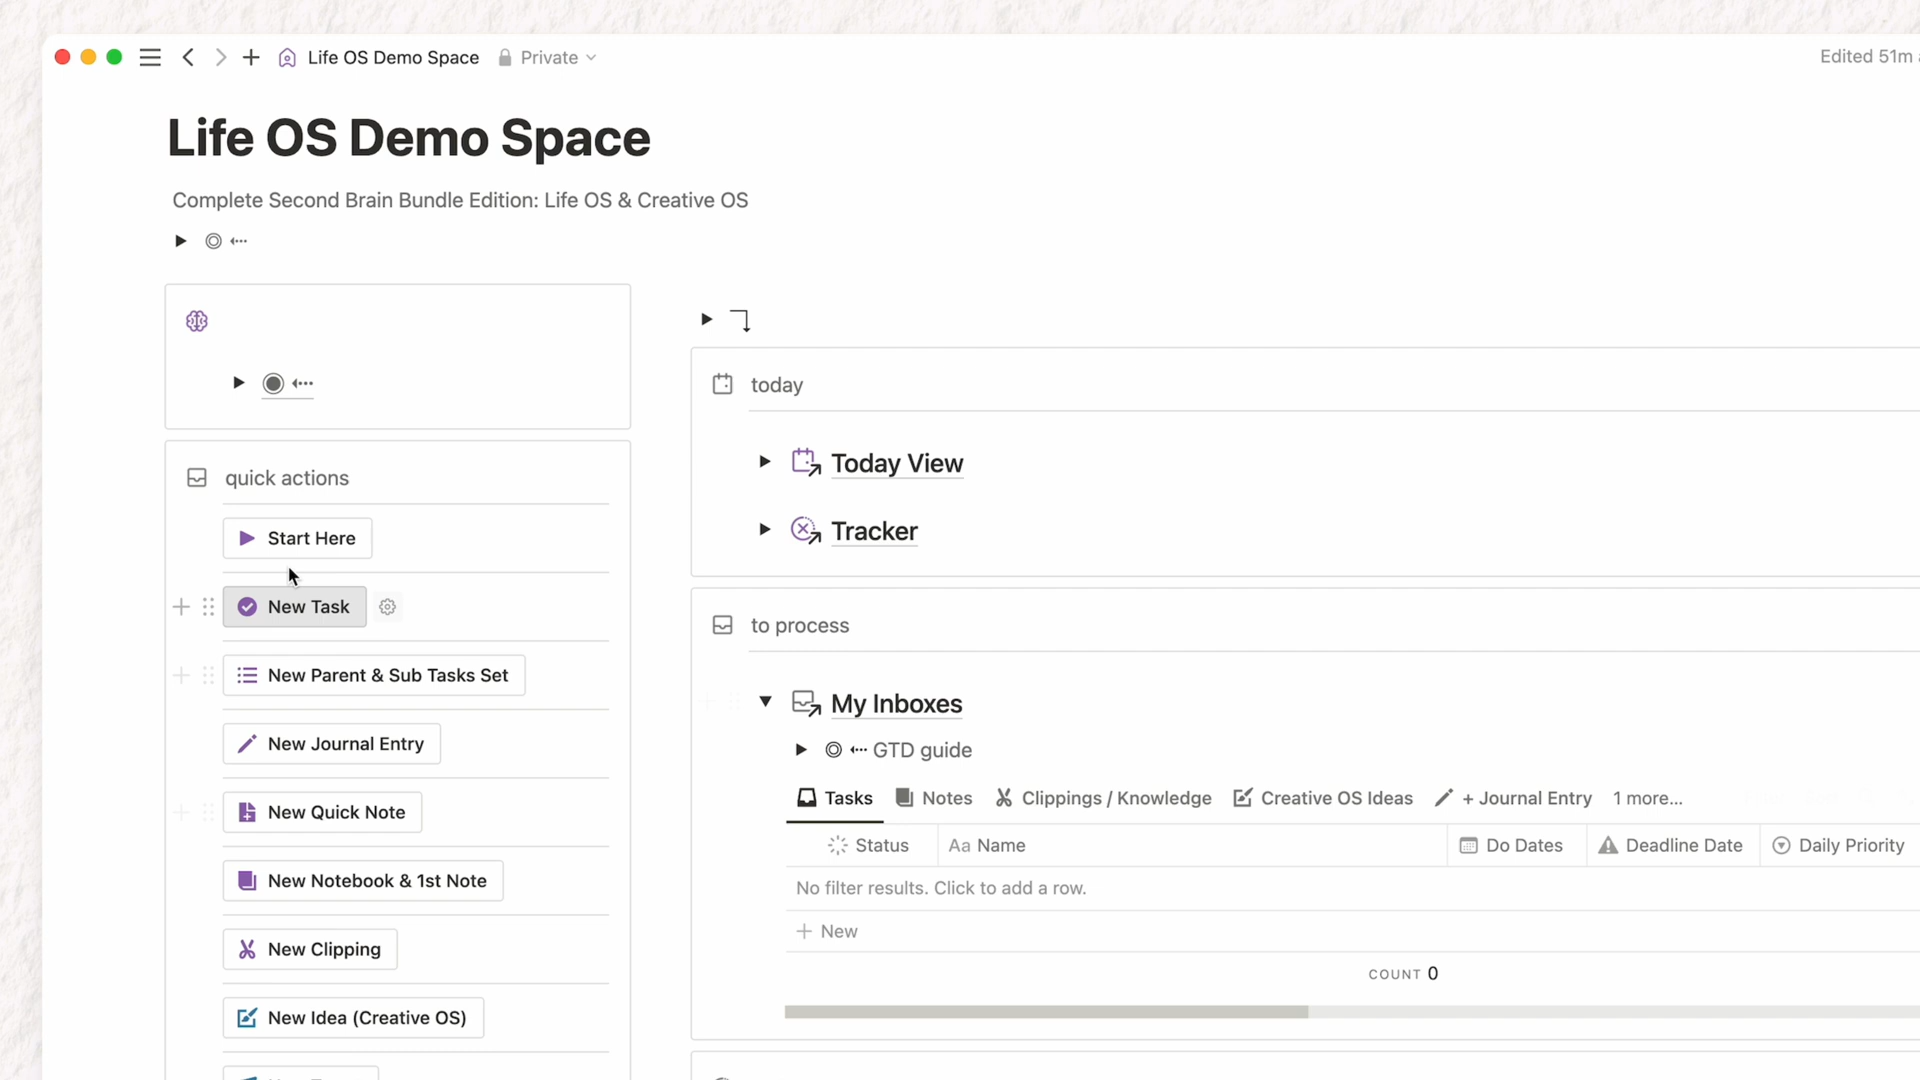 Life OS Demo Space
Private
Edited 51m
Life OS Demo Space
Complete Second Brain Bundle Edition: Life OS & Creative OS
quick actions
Start Here
New Task
New Parent & Sub Tasks Set
New Journal Entry
New Quick Note
New Notebook & 1st Note
New Clipping
New Idea (Creative OS)
today
Today View
Tracker
to process
My Inboxes
GTD guide
Tasks Notes Clippings / Knowledge Creative OS Ideas + Journal Entry 1 more...
Status Aa Name Do Dates Deadline Date Daily Priority
No filter results. Click to add a row.
+ New
COUNT 0